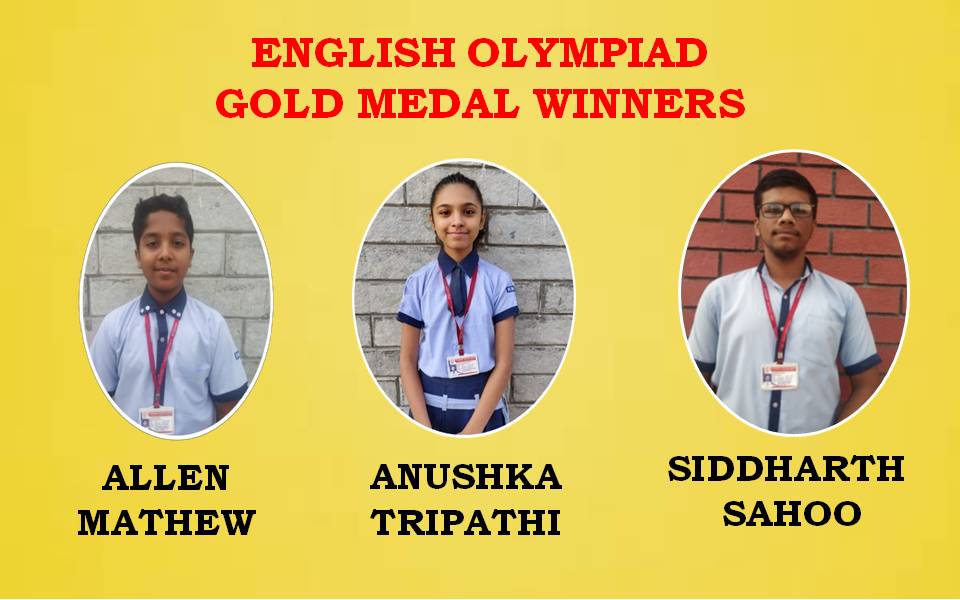 ENGLISH OLYMPIAD
GOLD MEDAL WINNERS
ALLEN
MATHEW
ANUSHKA
TRIPATHI
SIDDHARTH
SAHOO